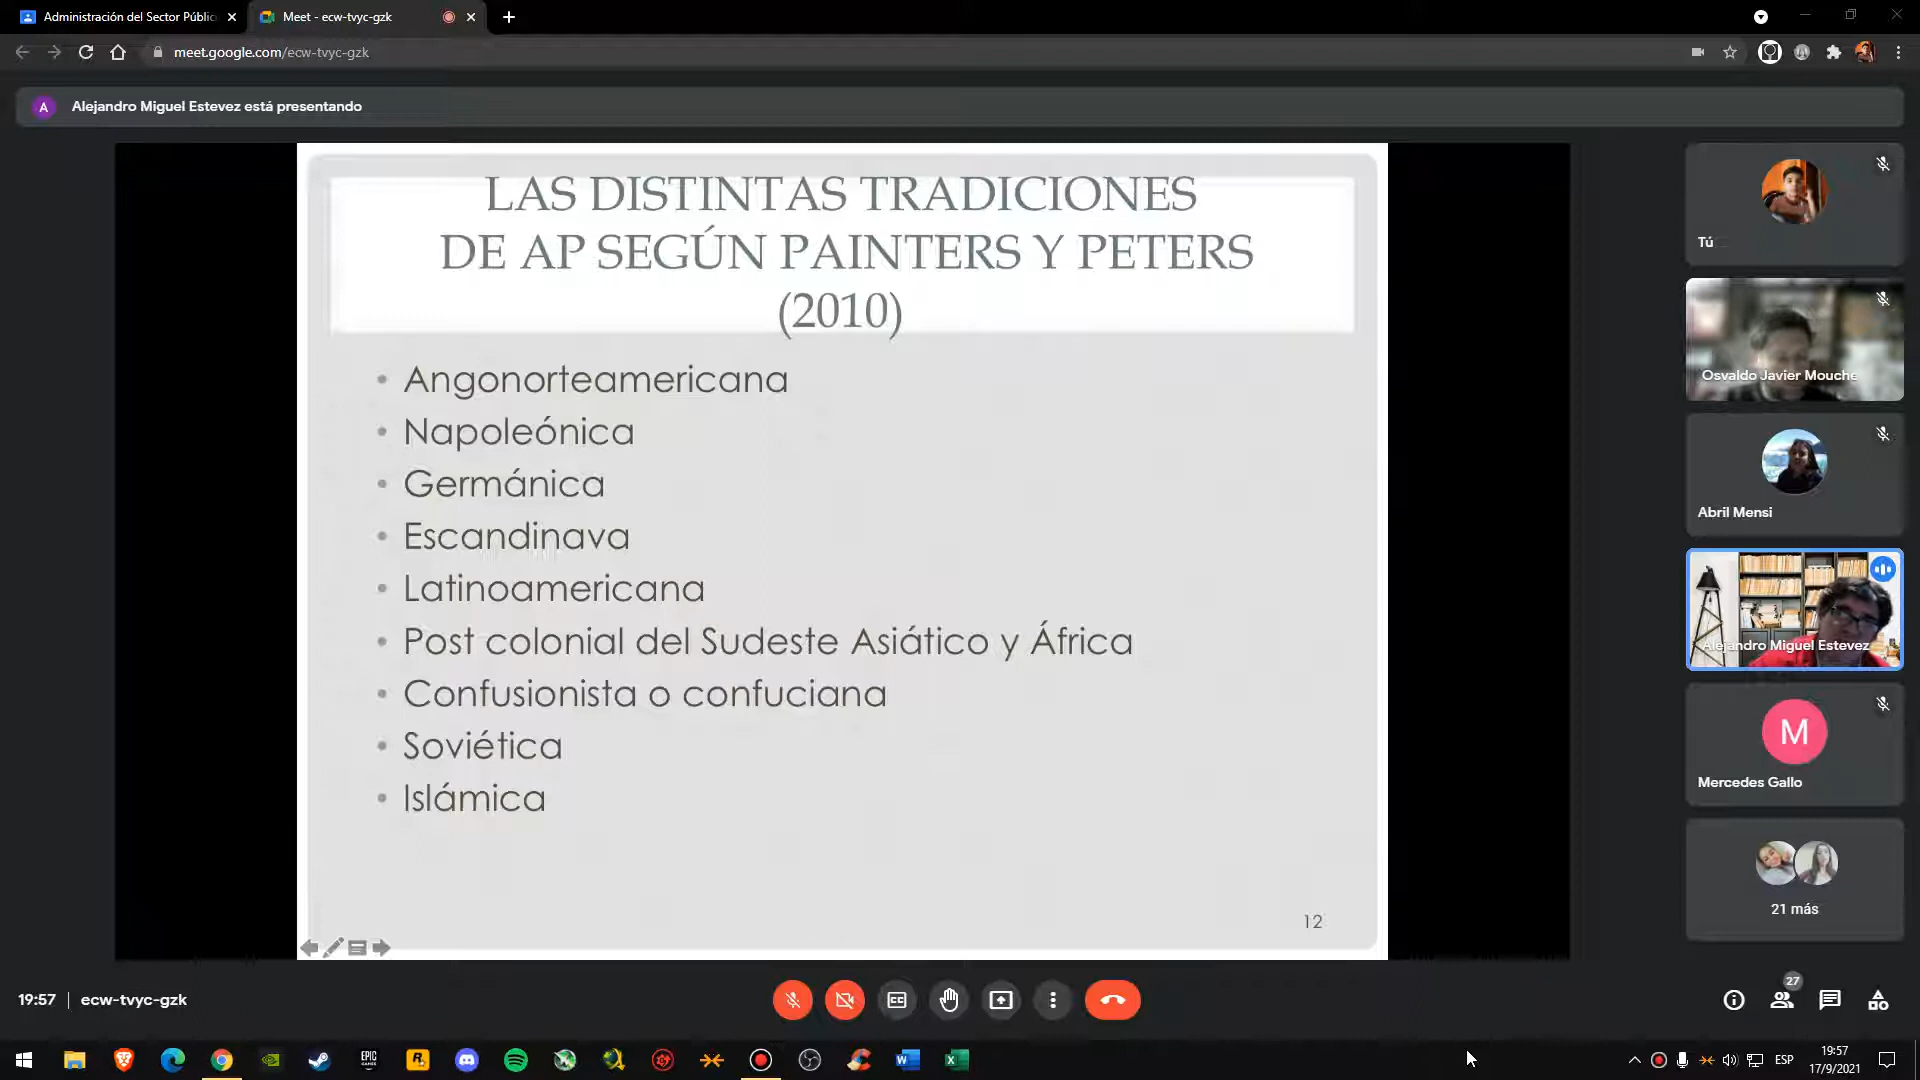 Administración del Sector Públic
Meet - ecw-tvyc-gzk
meet.google.com/ecw-tvyc-gzk
A
Alejandro Miguel Estevez está presentando
LAS DISTINTAS TRADICIONES
DE AP SEGÚN PAINTERS Y PETERS
(2010)
• Angonorteamericana
• Napoleónica
• Germánica
• Escandinava
• Latinoamericana
• Post colonial del Sudeste Asiático y África
• Confusionista o confuciana
• Soviética
• Islámica
12
Tú
Osvaldo Javier Mouche
Abril Mensi
Alejandro Miguel Estevez
M
Mercedes Gallo
21 más
19:57 | ecw-tvyc-gzk
27
EPIC
GAMES
ESP
19:57
17/9/2021